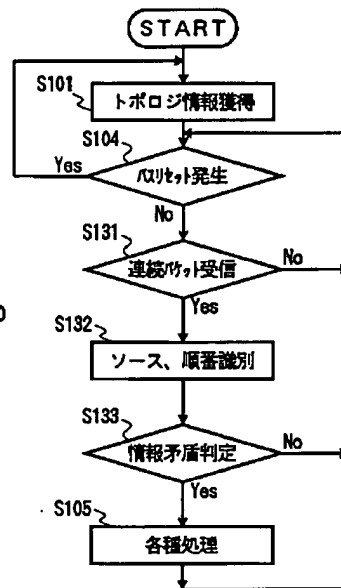 START
S101
トポロジ情報獲得
S104
Yes
バスリセット発生
No
S131
連続パケット受信
No
Yes
S132
ソース、順番識別
S133
情報矛盾判定
No
Yes
S105
各種処理